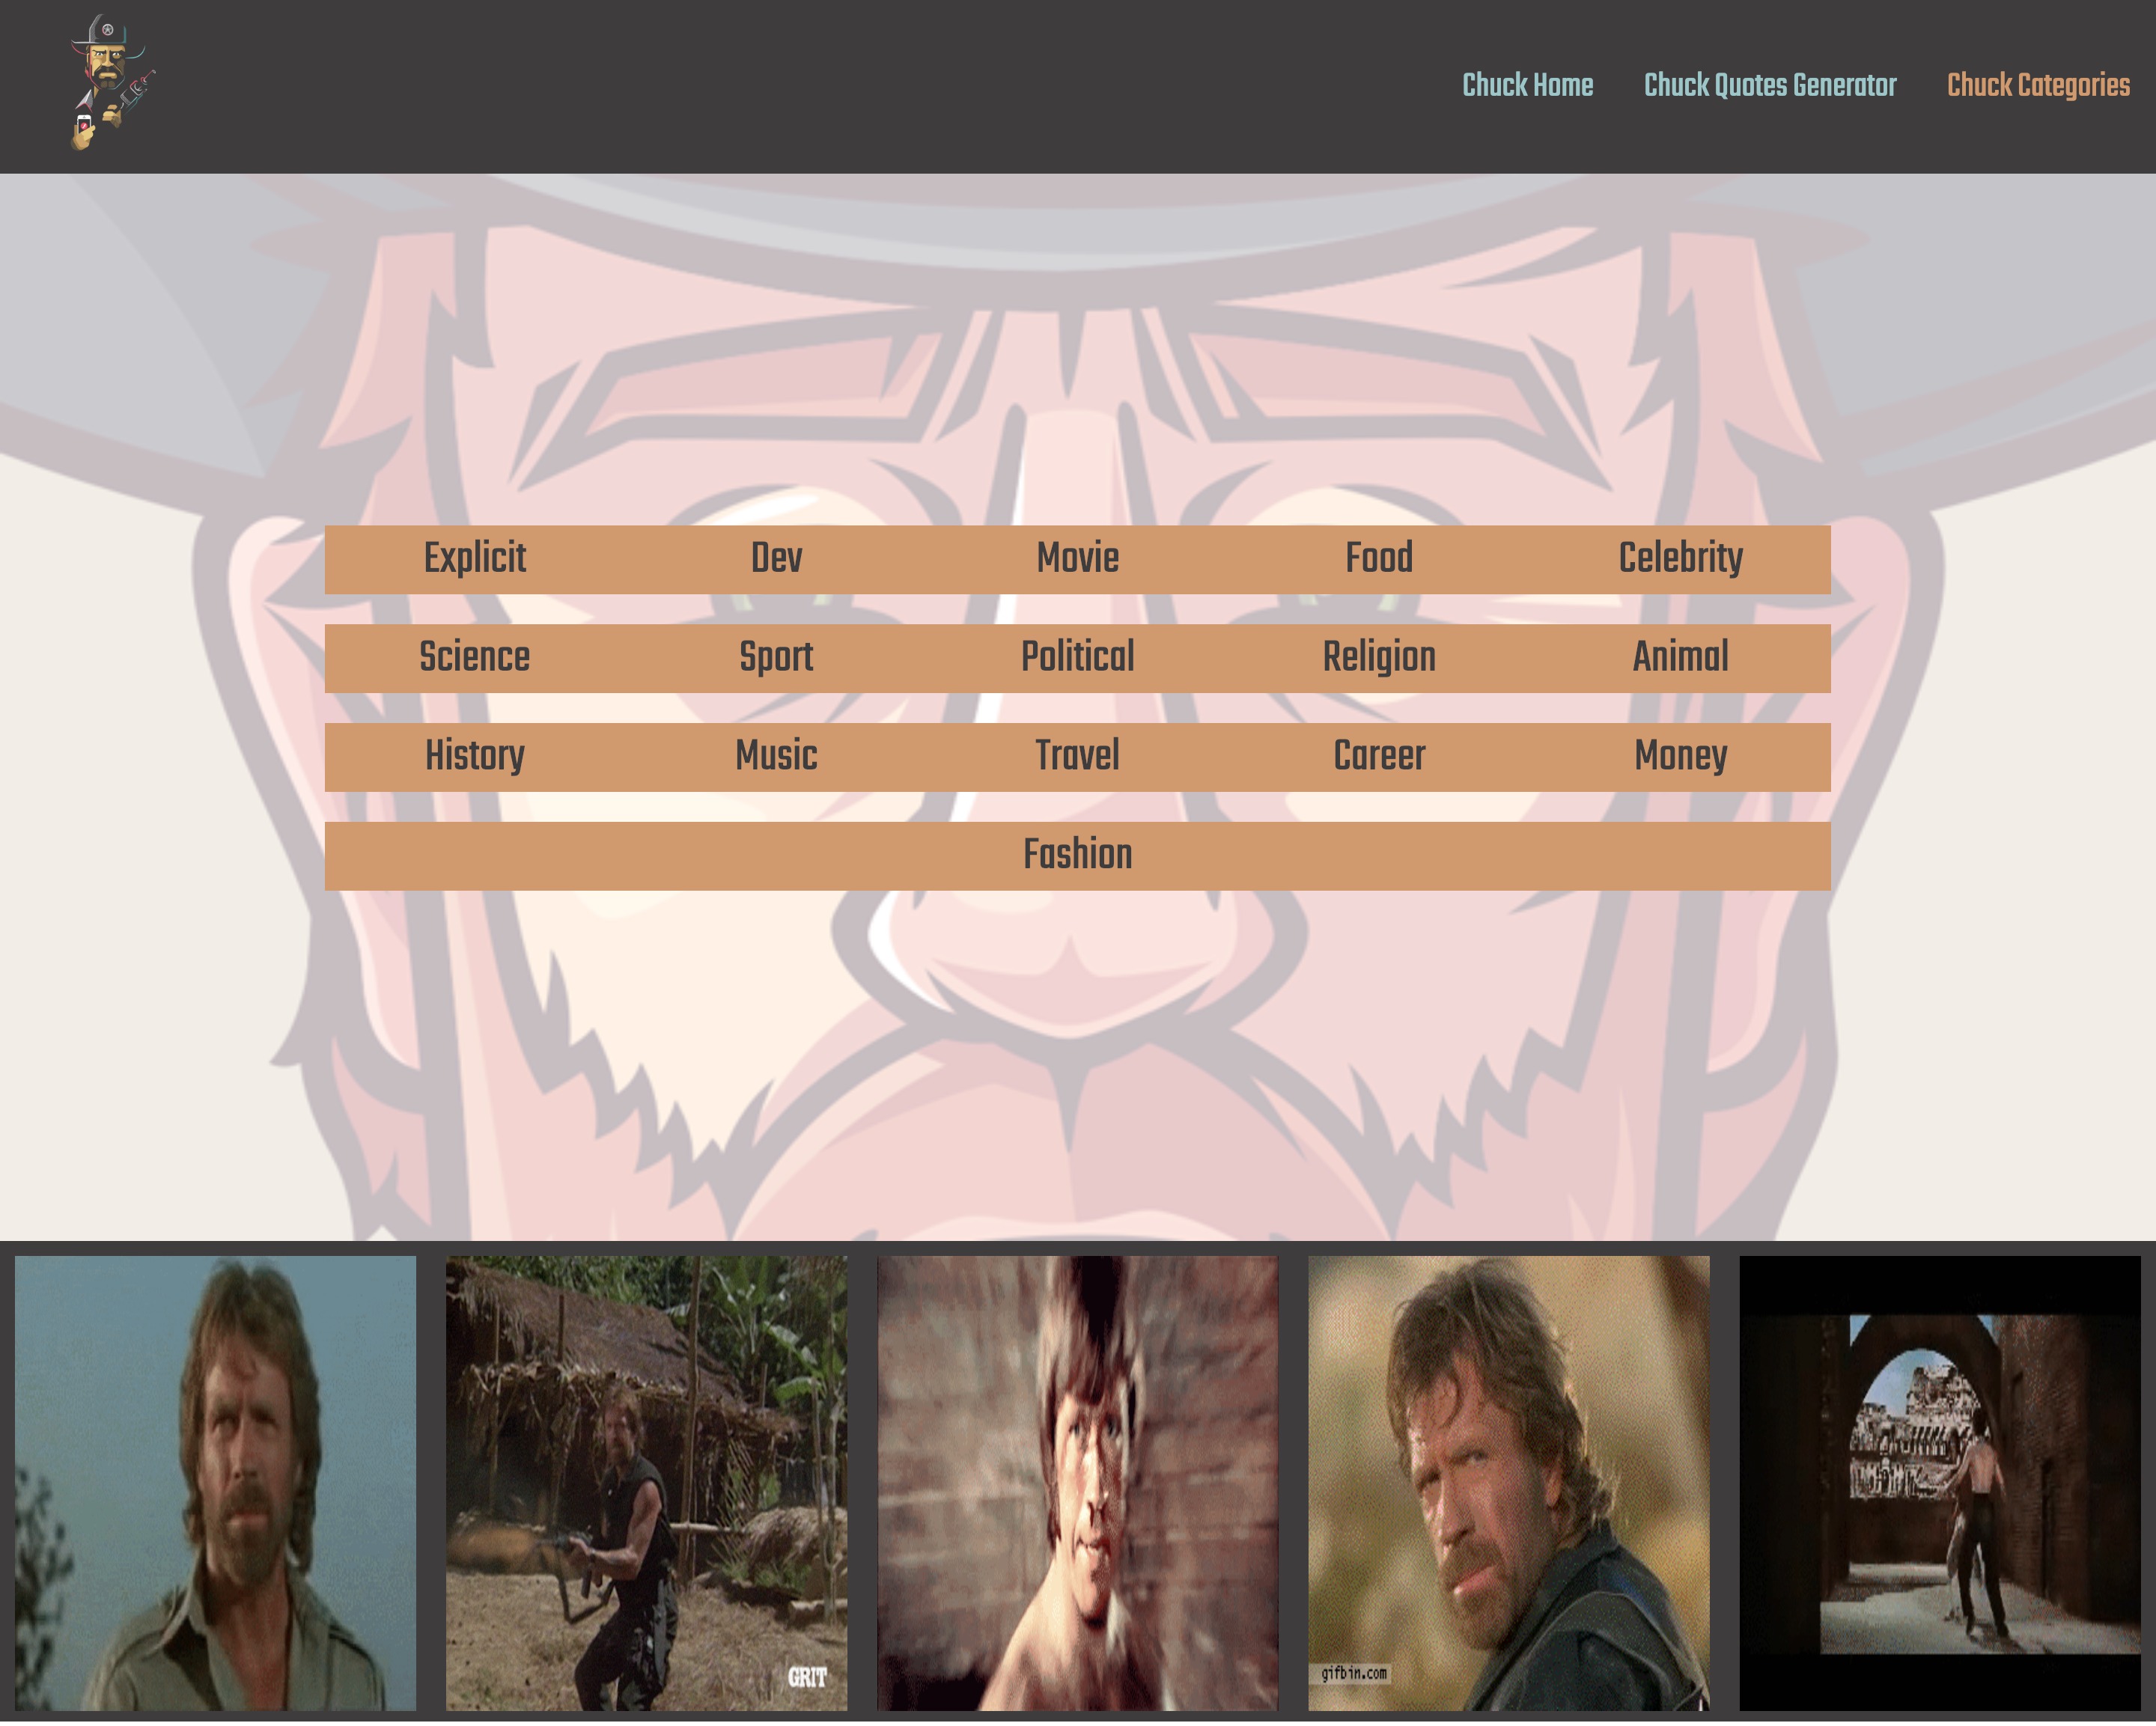 Chuck Home Chuck Quotes Generator Chuck Categories
Explicit Dev Movie Food Celebrity
Science Sport Political Religion Animal
History Music Travel Career Money
Fashion
GRIT
gifbin.com